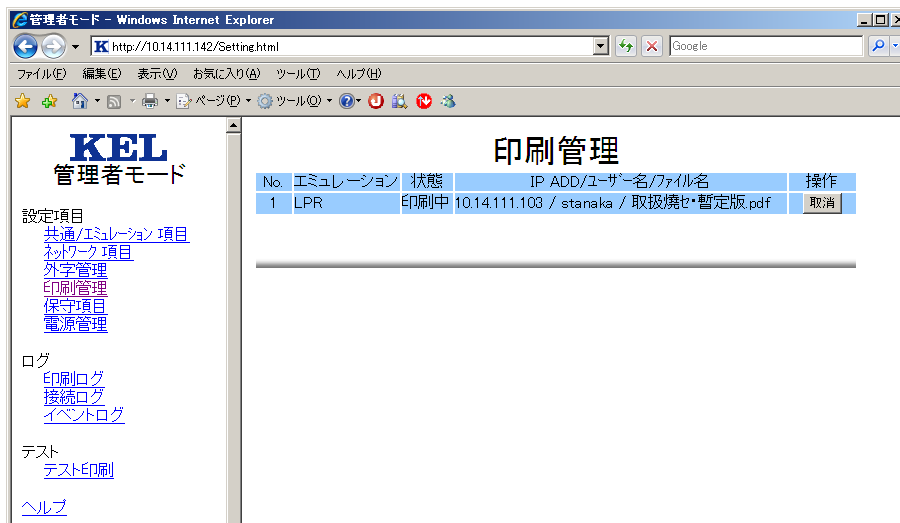 管理者モード - Windows Internet Explorer
http://10.14.111.142/Setting.html
Google
ファイル(F) 編集(E) 表示(V) お気に入り(A) ツール(T) ヘルプ(H)
ページ(P) ツール(O)
KEL
管理者モード
設定項目
共通/エミュレーション 項目
ネットワーク 項目
外字管理
印刷管理
保守項目
電源管理
ログ
印刷ログ
接続ログ
イベントログ
テスト
テスト印刷
ヘルプ
印刷管理
No. エミュレーション 状態 IP ADD/ユーザー名/ファイル名 操作
1 LPR 印刷中 10.14.111.103 / stanaka / 取扱燒セ・暫定版.pdf 取消